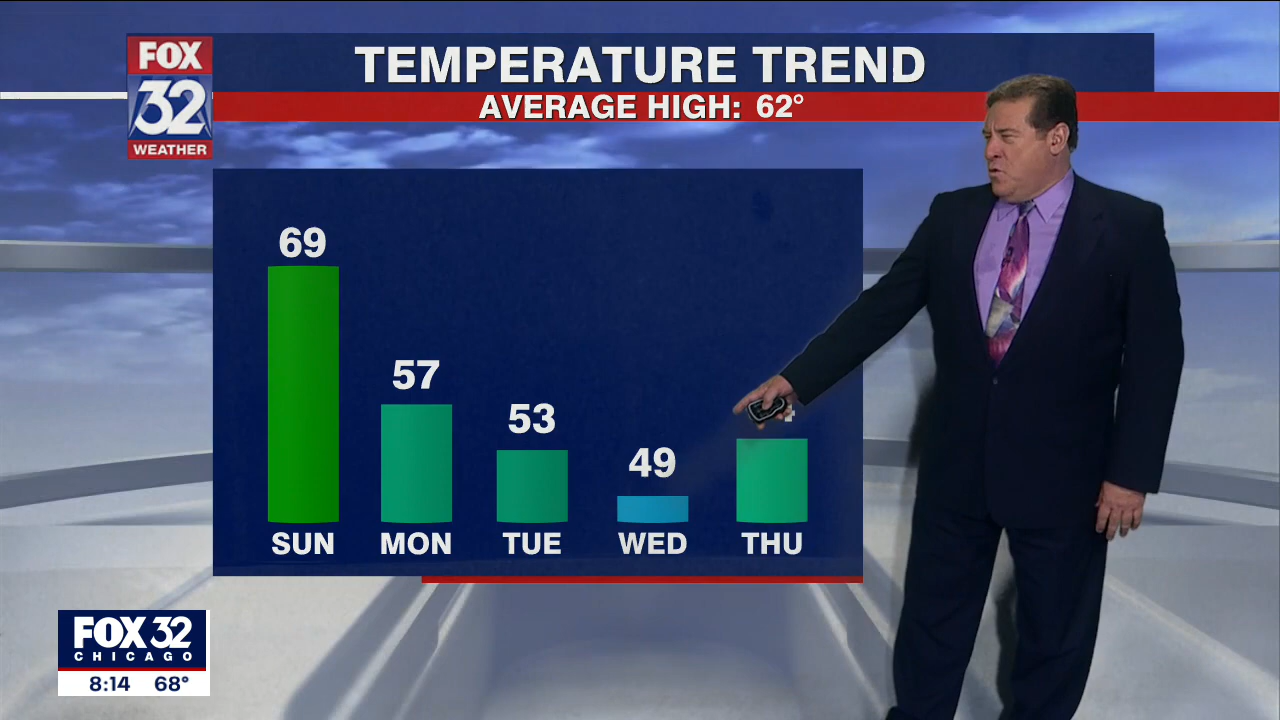 FOX
32
WEATHER
TEMPERATURE TREND
AVERAGE HIGH: 62°
69
57
53
49
SUN
MON
TUE
WED
THU
FOX 32
CHICAGO
8:14 68°